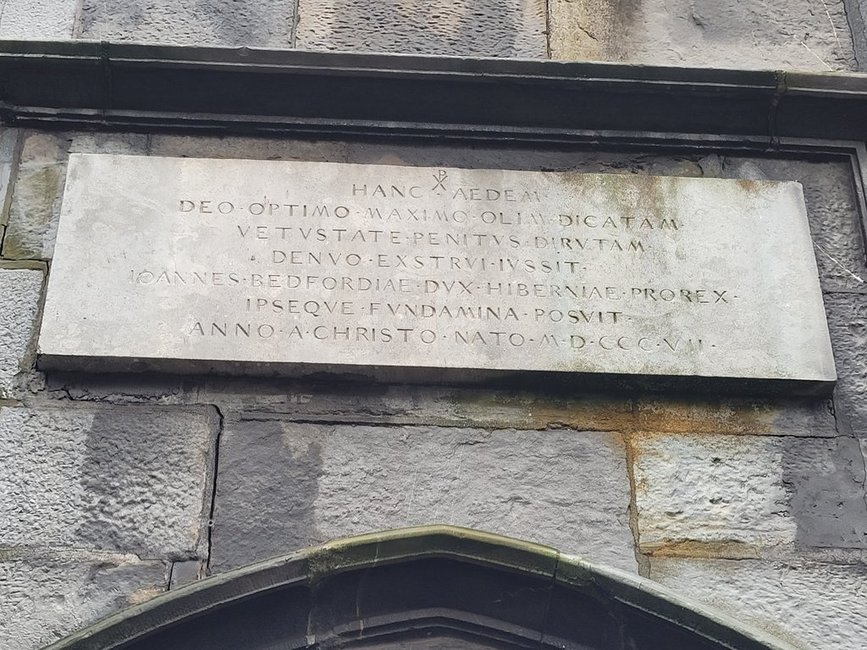 HANC ☧ AEDEM·
DEO·OPTIMO·MAXIMO·OLIM·DICATAM·
VETVSTATE·PENITVS·DIRVTAM·
DENVO·EXSTRVI·IVSSIT·
IOANNES·BEDFORDIAE·DVX·HIBERNIAE·PROREX·
IPSEQVE·FVNDAMINA·POSVIT·
ANNO·A·CHRISTO·NATO·M·D·CCC·VII·